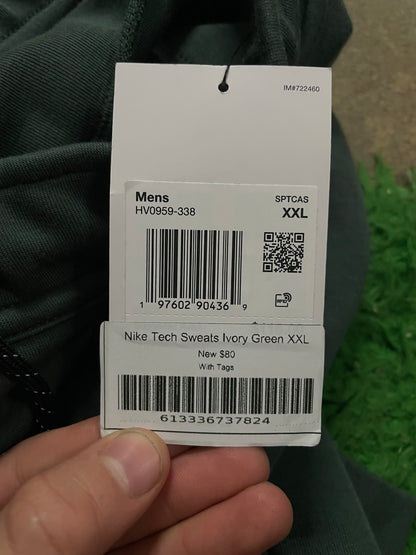 IM#722460
Mens SPTCAS
HV0959-338 XXL
1 97602 90436 9
Nike Tech Sweats Ivory Green XXL
New $80
With Tags
613336737824